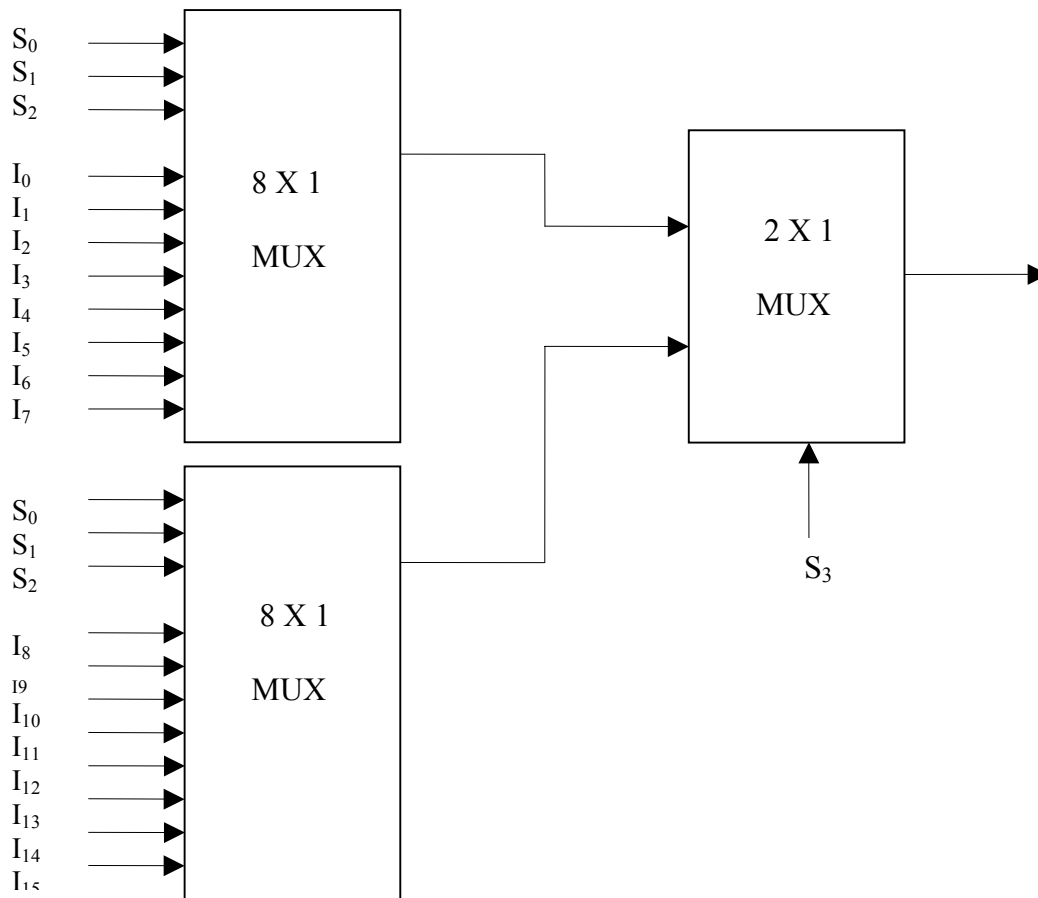 S₀
S₁
S₂
I₀
I₁
I₂
I₃
I₄
I₅
I₆
I₇
8 X 1
MUX
2 X 1
MUX
S₃
S₀
S₁
S₂
I₈
I9
I₁₀
I₁₁
I₁₂
I₁₃
I₁₄
I₁₅
8 X 1
MUX